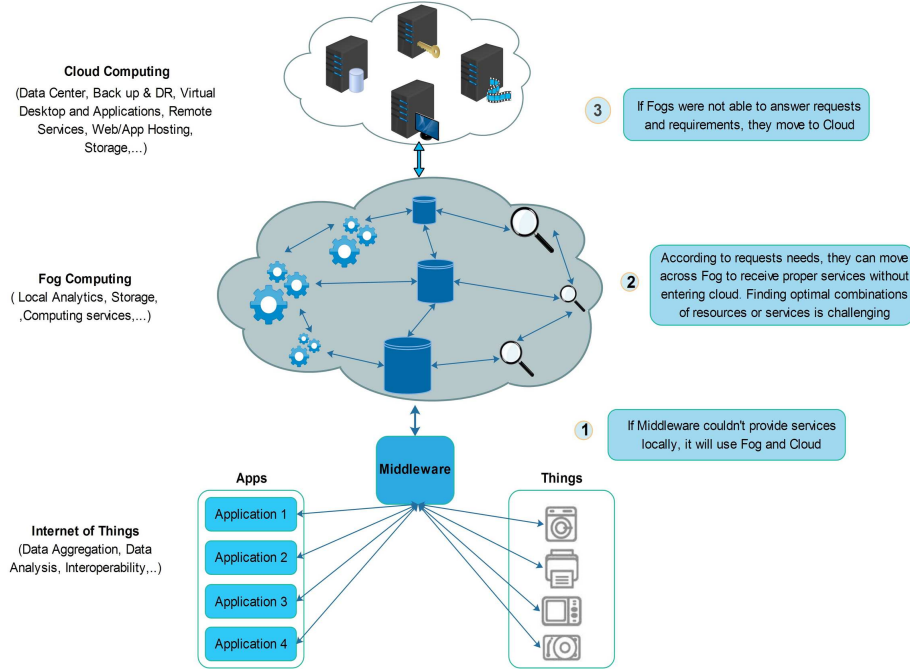 Cloud Computing
(Data Center, Back up & DR, Virtual
Desktop and Applications, Remote
Services, Web/App Hosting,
Storage,...)
3
If Fogs were not able to answer requests
and requirements, they move to Cloud
Fog Computing
( Local Analytics, Storage,
,Computing services,...)
2
According to requests needs, they can move
across Fog to receive proper services without
entering cloud. Finding optimal combinations
of resources or services is challenging
1
If Middleware couldn't provide services
locally, it will use Fog and Cloud
Middleware
Apps
Things
Internet of Things
(Data Aggregation, Data
Analysis, Interoperability,..)
Application 1
Application 2
Application 3
Application 4